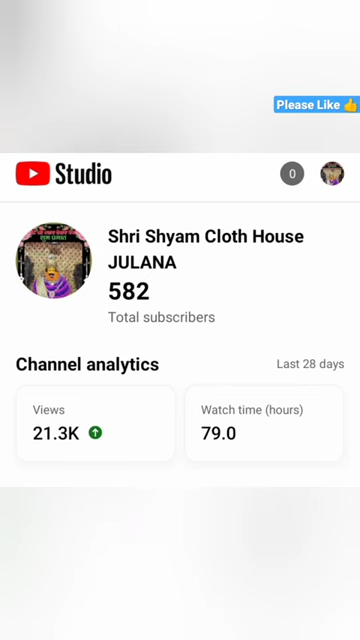 Please Like 👍
Studio
0
Shri Shyam Cloth House
JULANA
582
Total subscribers
Channel analytics
Last 28 days
Views
Watch time (hours)
21.3K
79.0